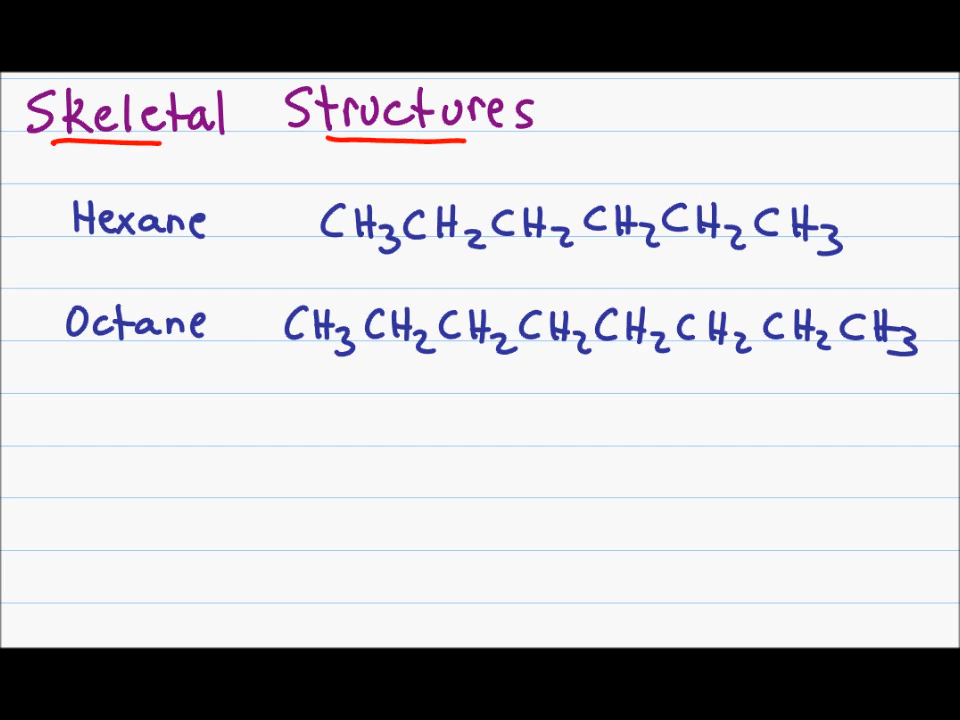 Skeletal Structures
Hexane CH₃CH₂CH₂CH₂CH₂CH₃
Octane CH₃CH₂CH₂CH₂CH₂CH₂CH₂CH₃